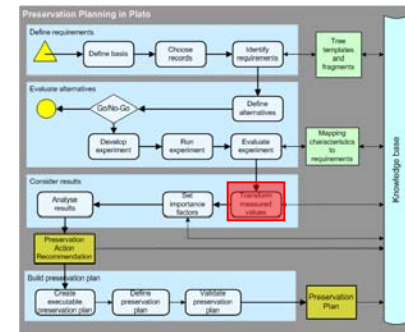 Preservation Planning in Plato
Define requirements
Define basis
Choose
records
Identify
requirements
Tree
templates
and
fragments
Evaluate alternatives
Go/No-Go
Define
alternatives
Develop
experiment
Run
experiment
Evaluate
experiment
Mapping
characteristics
to
requirements
Knowledge base
Consider results
Analyse
results
Set
importance
factors
Transform
measured
values
Preservation
Action
Recommendation
Build preservation plan
Create
executable
preservation plan
Define
preservation
plan
Validate
preservation
plan
Preservation
Plan